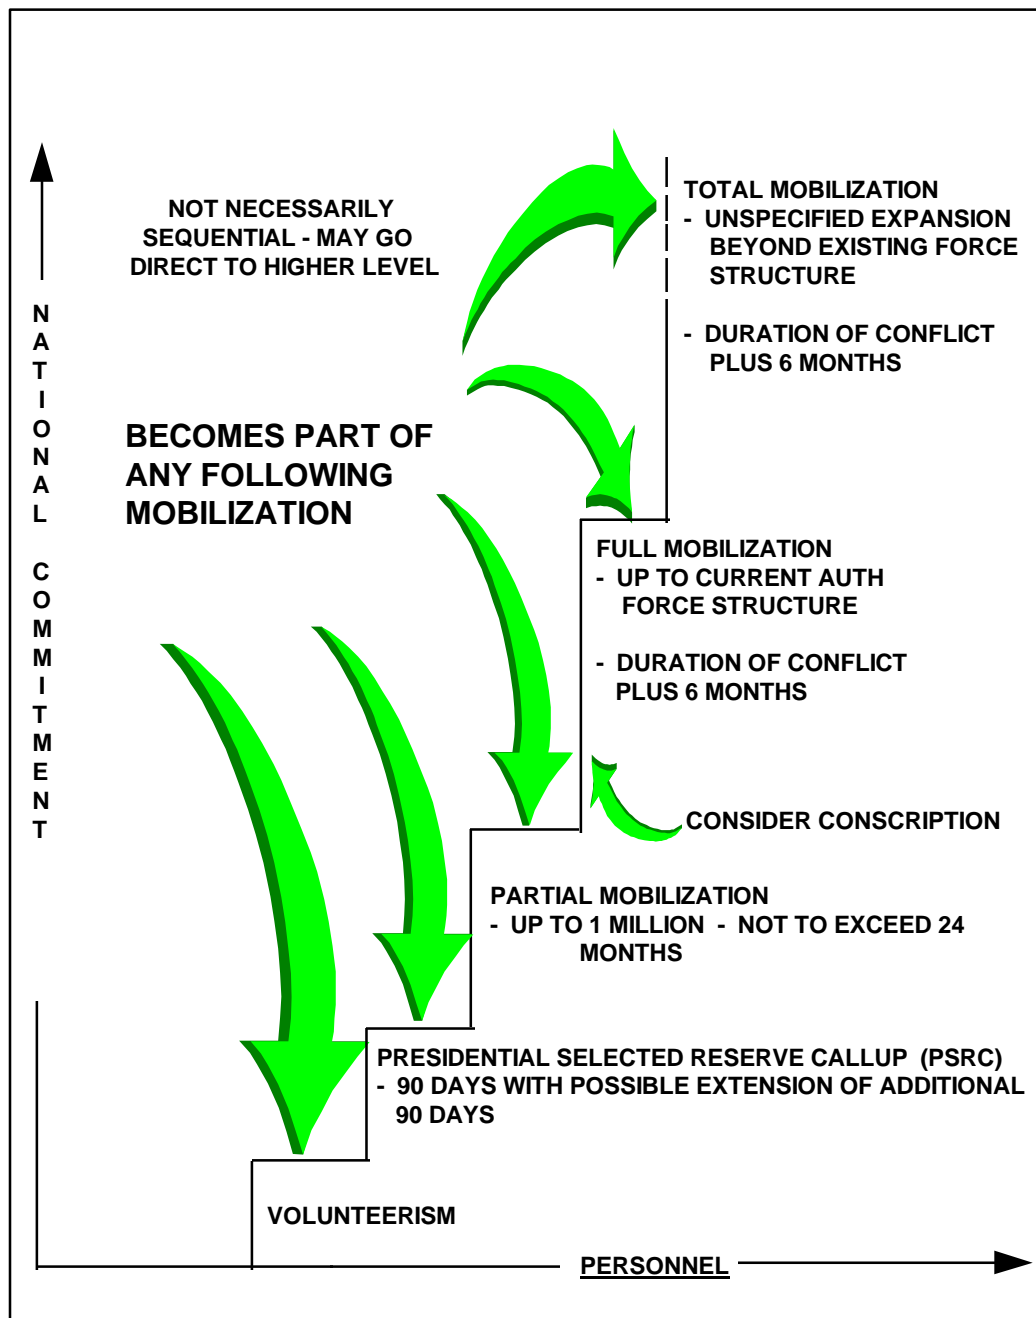 NOT NECESSARILY
SEQUENTIAL - MAY GO
DIRECT TO HIGHER LEVEL
TOTAL MOBILIZATION
- UNSPECIFIED EXPANSION
BEYOND EXISTING FORCE
STRUCTURE
- DURATION OF CONFLICT
PLUS 6 MONTHS
NATIONAL COMMITMENT
BECOMES PART OF
ANY FOLLOWING
MOBILIZATION
FULL MOBILIZATION
- UP TO CURRENT AUTH
FORCE STRUCTURE
- DURATION OF CONFLICT
PLUS 6 MONTHS
CONSIDER CONSCRIPTION
PARTIAL MOBILIZATION
- UP TO 1 MILLION - NOT TO EXCEED 24
MONTHS
PRESIDENTIAL SELECTED RESERVE CALLUP (PSRC)
- 90 DAYS WITH POSSIBLE EXTENSION OF ADDITIONAL
90 DAYS
VOLUNTEERISM
PERSONNEL